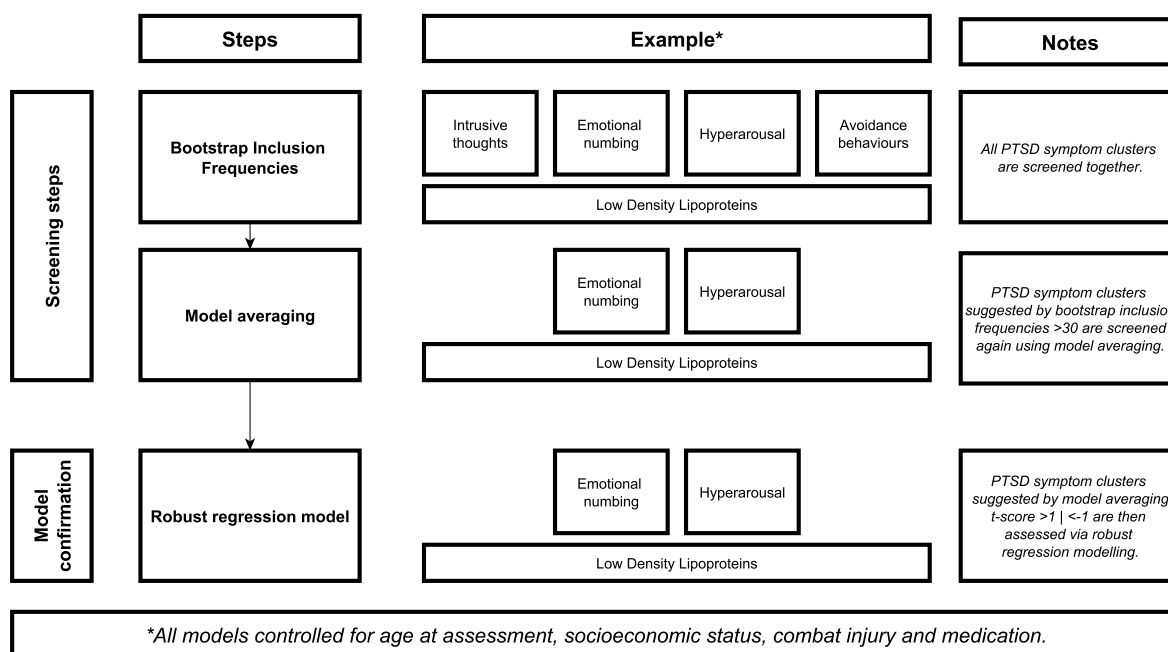 Steps
Example*
Notes
Screening steps
Bootstrap Inclusion
Frequencies
Intrusive
thoughts
Emotional
numbing
Hyperarousal
Avoidance
behaviours
Low Density Lipoproteins
All PTSD symptom clusters
are screened together.
Model averaging
Emotional
numbing
Hyperarousal
Low Density Lipoproteins
PTSD symptom clusters
suggested by bootstrap inclusio
frequencies >30 are screened
again using model averaging.
Model
confirmation
Robust regression model
Emotional
numbing
Hyperarousal
Low Density Lipoproteins
PTSD symptom clusters
suggested by model averaging
t-score >1 | <-1 are then
assessed via robust
regression modelling.
*All models controlled for age at assessment, socioeconomic status, combat injury and medication.